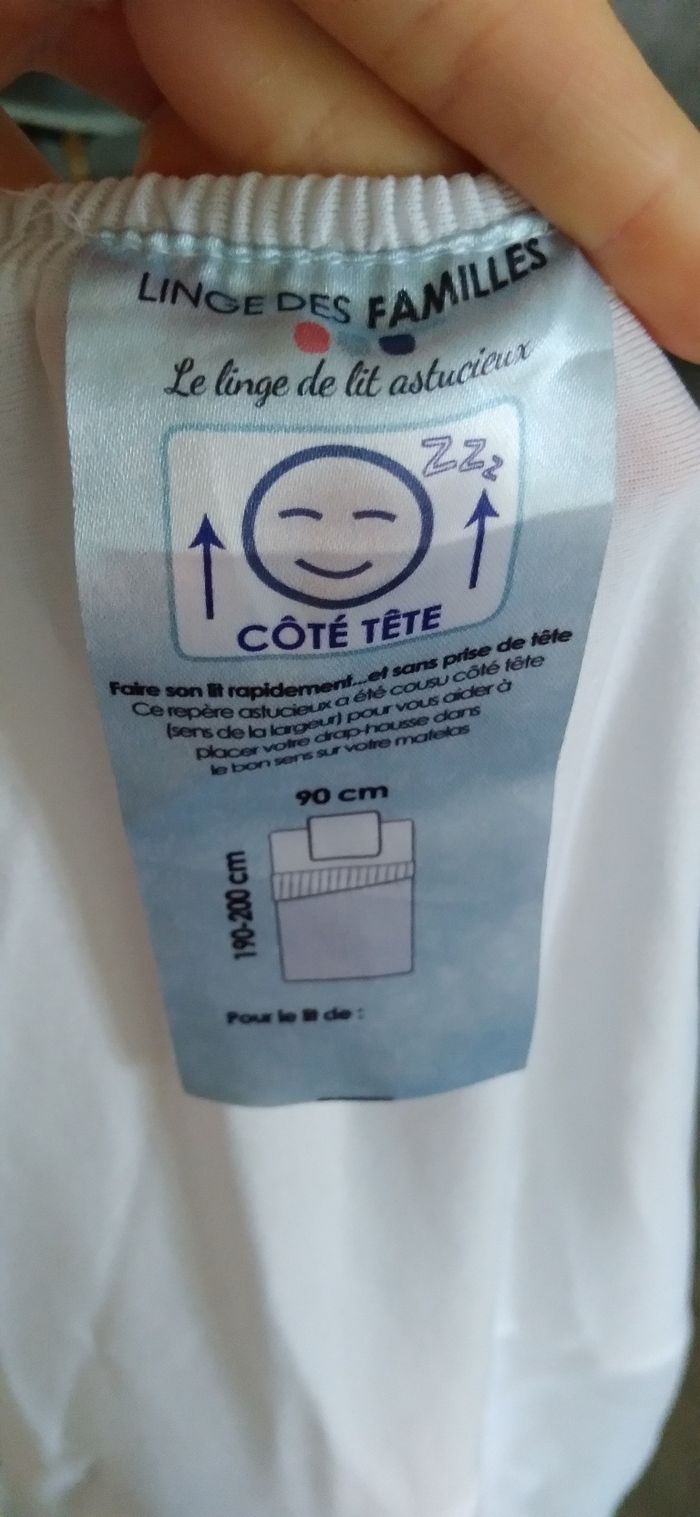 LINGE DES FAMILLES
Le linge de lit astucieux
ZZz
CÔTÉ TÊTE
Faire son lit rapidement...et sans prise de tête
Ce repère astucieux a été cousu côté tête
(sens de la largeur) pour vous aider à
placer votre drap-housse dans
le bon sens sur votre matelas
90 cm
190-200 cm
Pour le lit de :